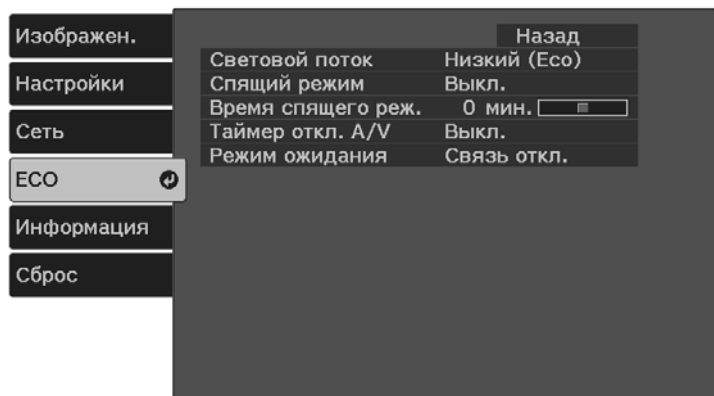 Изображен.
Настройки
Сеть
ECO
Информация
Сброс
Назад
Световой поток Низкий (Eco)
Спящий режим Выкл.
Время спящего реж. 0 мин.
Таймер откл. A/V Выкл.
Режим ожидания Связь откл.